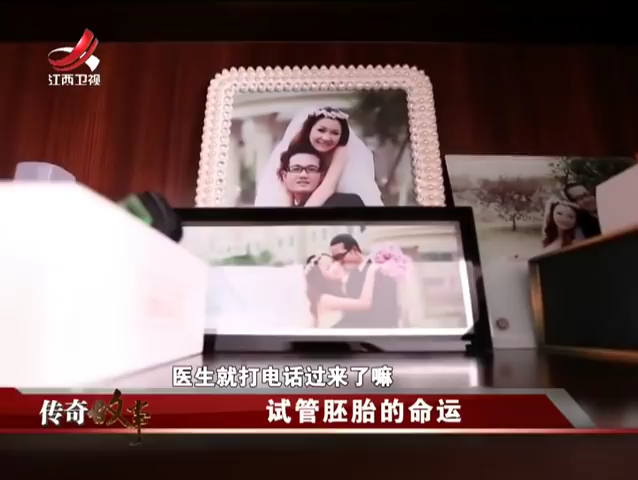 江西卫视
医生就打电话过来了嘛
传奇故事
试管胚胎的命运